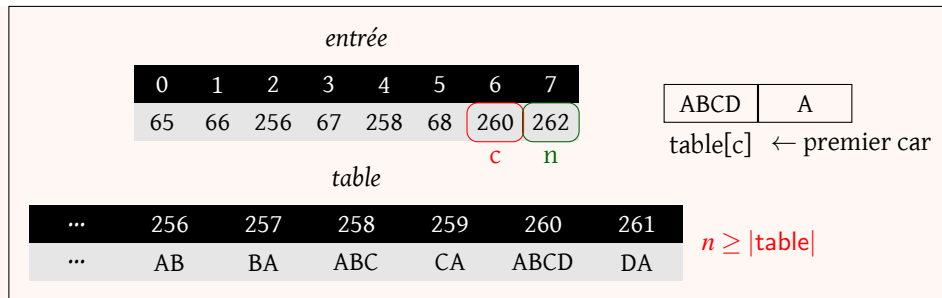 entrée
0 1 2 3 4 5 6 7
65 66 256 67 258 68 260 262
c n
ABCD A
table[c] ← premier car
table
... 256 257 258 259 260 261
... AB BA ABC CA ABCD DA
n ≥ |table|